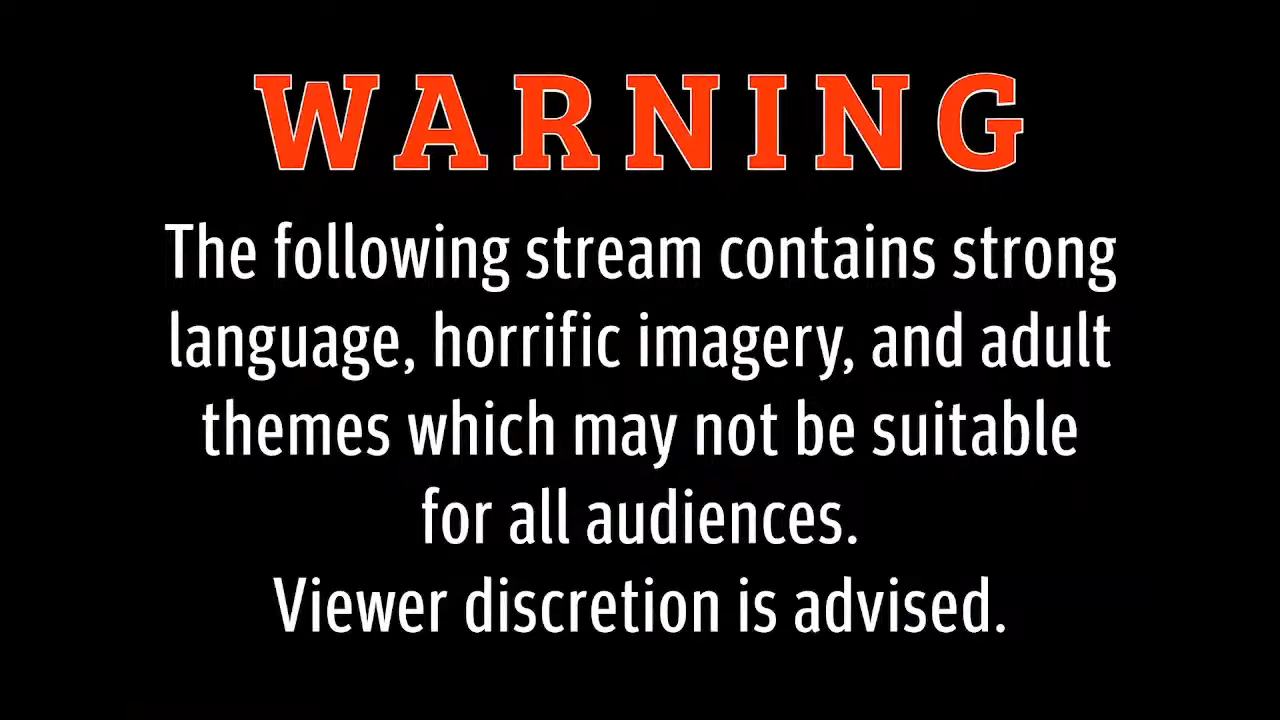 WARNING
The following stream contains strong
language, horrific imagery, and adult
themes which may not be suitable
for all audiences.
Viewer discretion is advised.